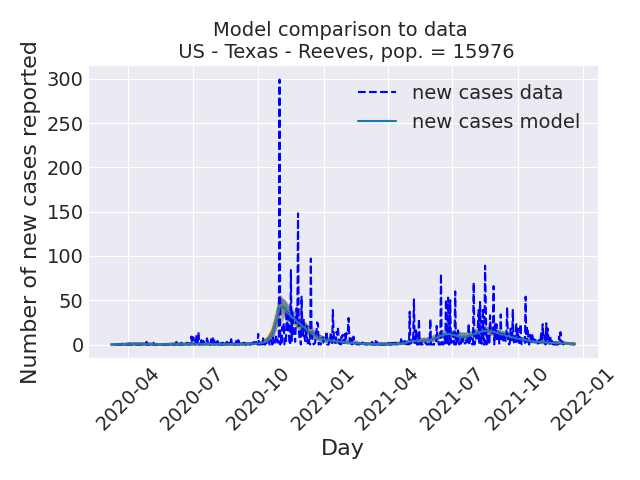 Model comparison to data
US - Texas - Reeves, pop. = 15976
Number of new cases reported
300
250
200
150
100
50
0
new cases data
new cases model
2020-04
2020-07
2020-10
2021-01
2021-04
2021-07
2021-10
2022-01
Day